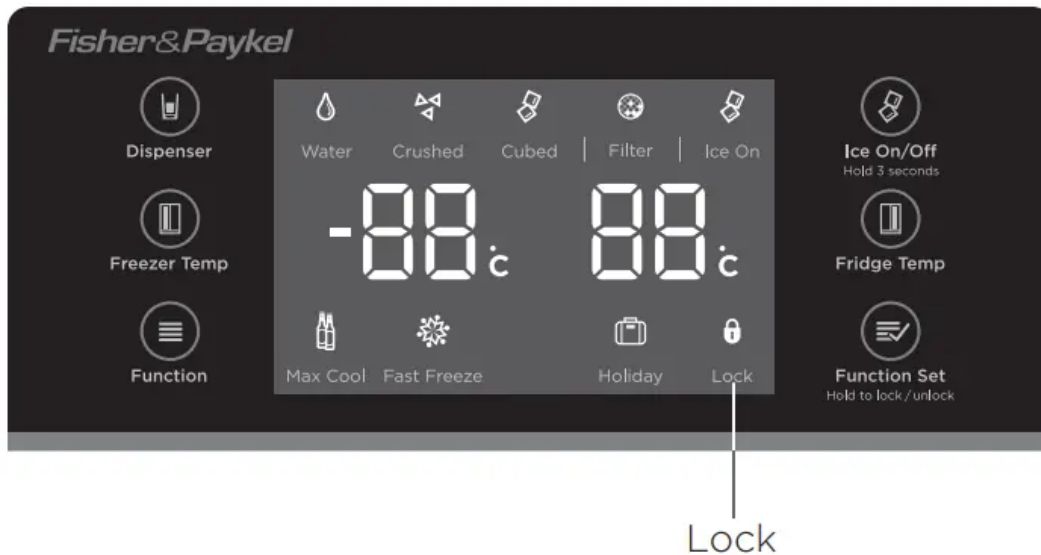 Fisher&Paykel
Dispenser
Water Crushed Cubed Filter Ice On
Ice On/Off
Hold 3 seconds
Freezer Temp
-88°C 88°C
Fridge Temp
Function
Max Cool Fast Freeze Holiday Lock
Function Set
Hold to lock / unlock
Lock